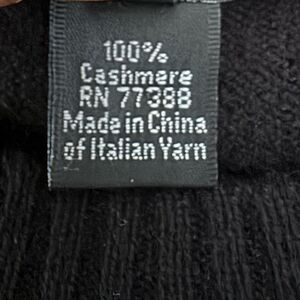 100%
Cashmere
RN 77388
Made in China
of Italian Yarn